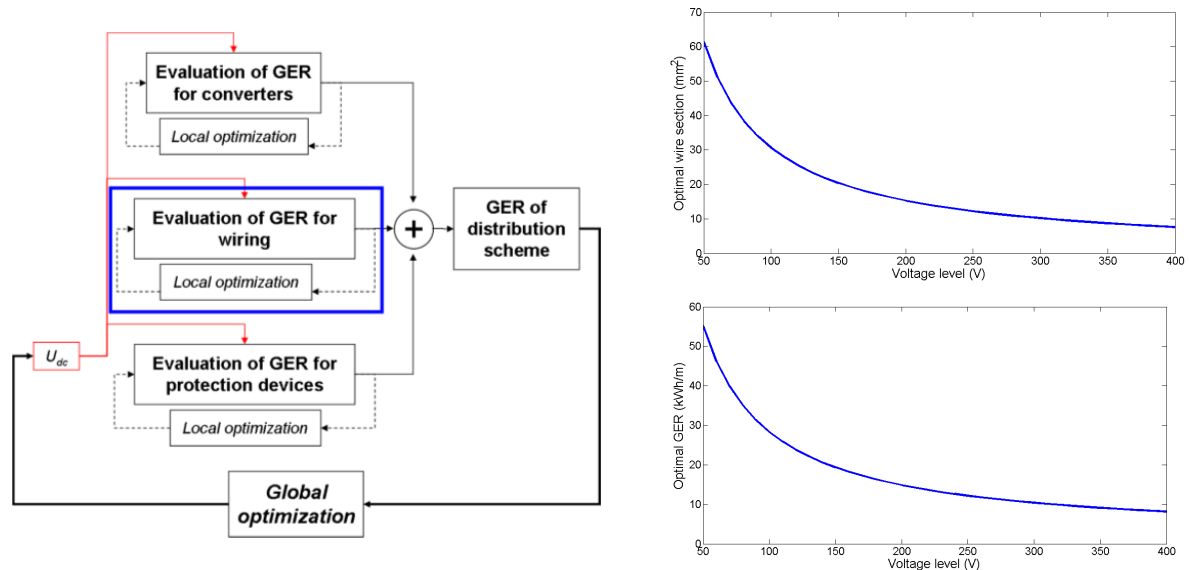 Evaluation of GER
for converters
Local optimization
Evaluation of GER for
wiring
Local optimization
Evaluation of GER for
protection devices
Local optimization
U_dc
+
GER of
distribution
scheme
Global
optimization
Optimal wire section (mm²)
70
60
50
40
30
20
10
0
50 100 150 200 250 300 350 400
Voltage level (V)
Optimal GER (kWh/m)
60
50
40
30
20
10
0
50 100 150 200 250 300 350 400
Voltage level (V)